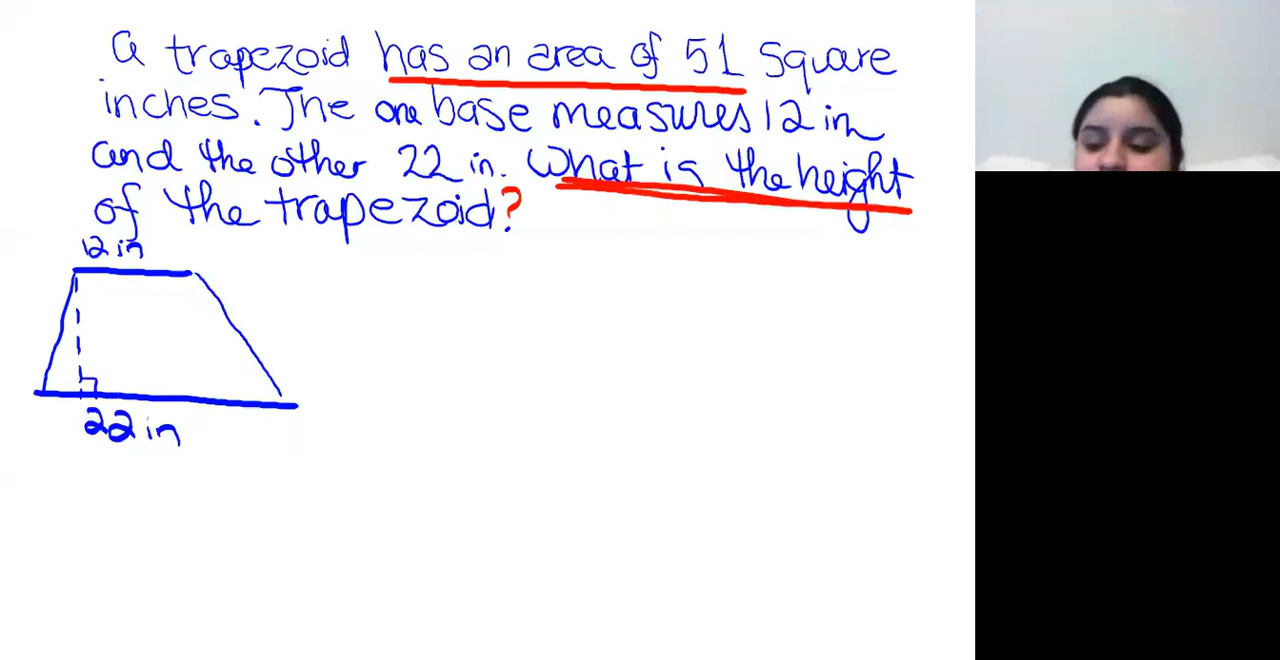 a trapezoid has an area of 51 square
inches. The one base measures 12 in
and the other 22 in. What is the height
of the trapezoid?
12 in
22 in